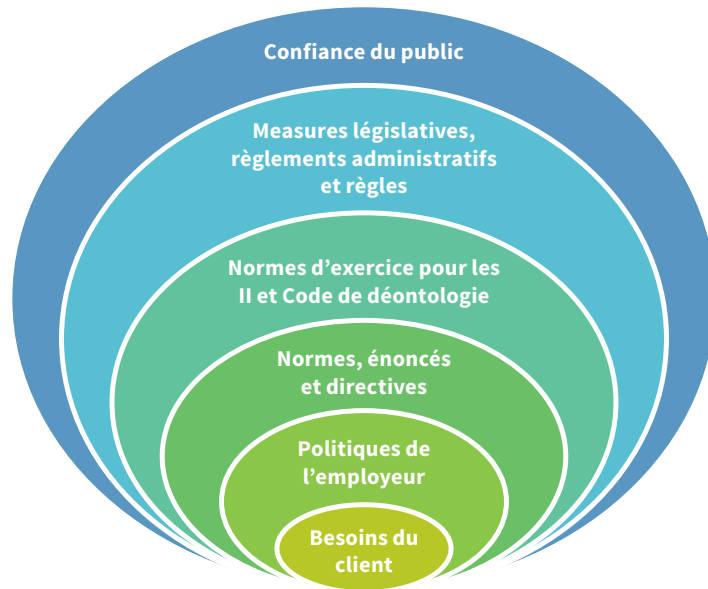 Confiance du public
Measures législatives,
règlements administratifs
et règles
Normes d’exercice pour les
II et Code de déontologie
Normes, énoncés
et directives
Politiques de
l’employeur
Besoins du
client